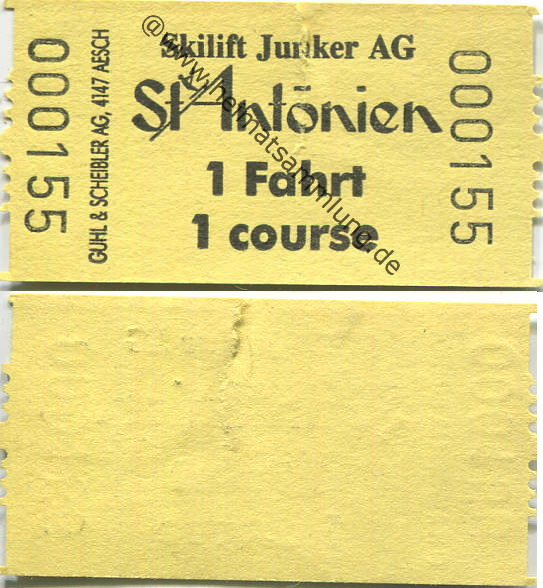 000155
GUHL & SCHEIBLER AG, 4147 AESCH
Skilift Junker AG
St. Antönien
1 Fahrt
1 course
000155
@www.heimatsammlung.de